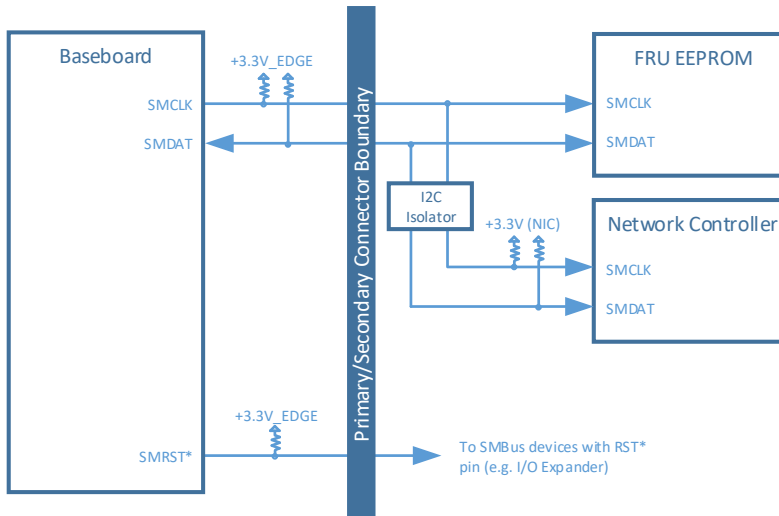 Baseboard
+3.3V_EDGE
SMCLK
SMDAT
Primary/Secondary Connector Boundary
FRU EEPROM
SMCLK
SMDAT
I2C
Isolator
+3.3V (NIC)
Network Controller
SMCLK
SMDAT
+3.3V_EDGE
SMRST*
To SMBus devices with RST*
pin (e.g. I/O Expander)